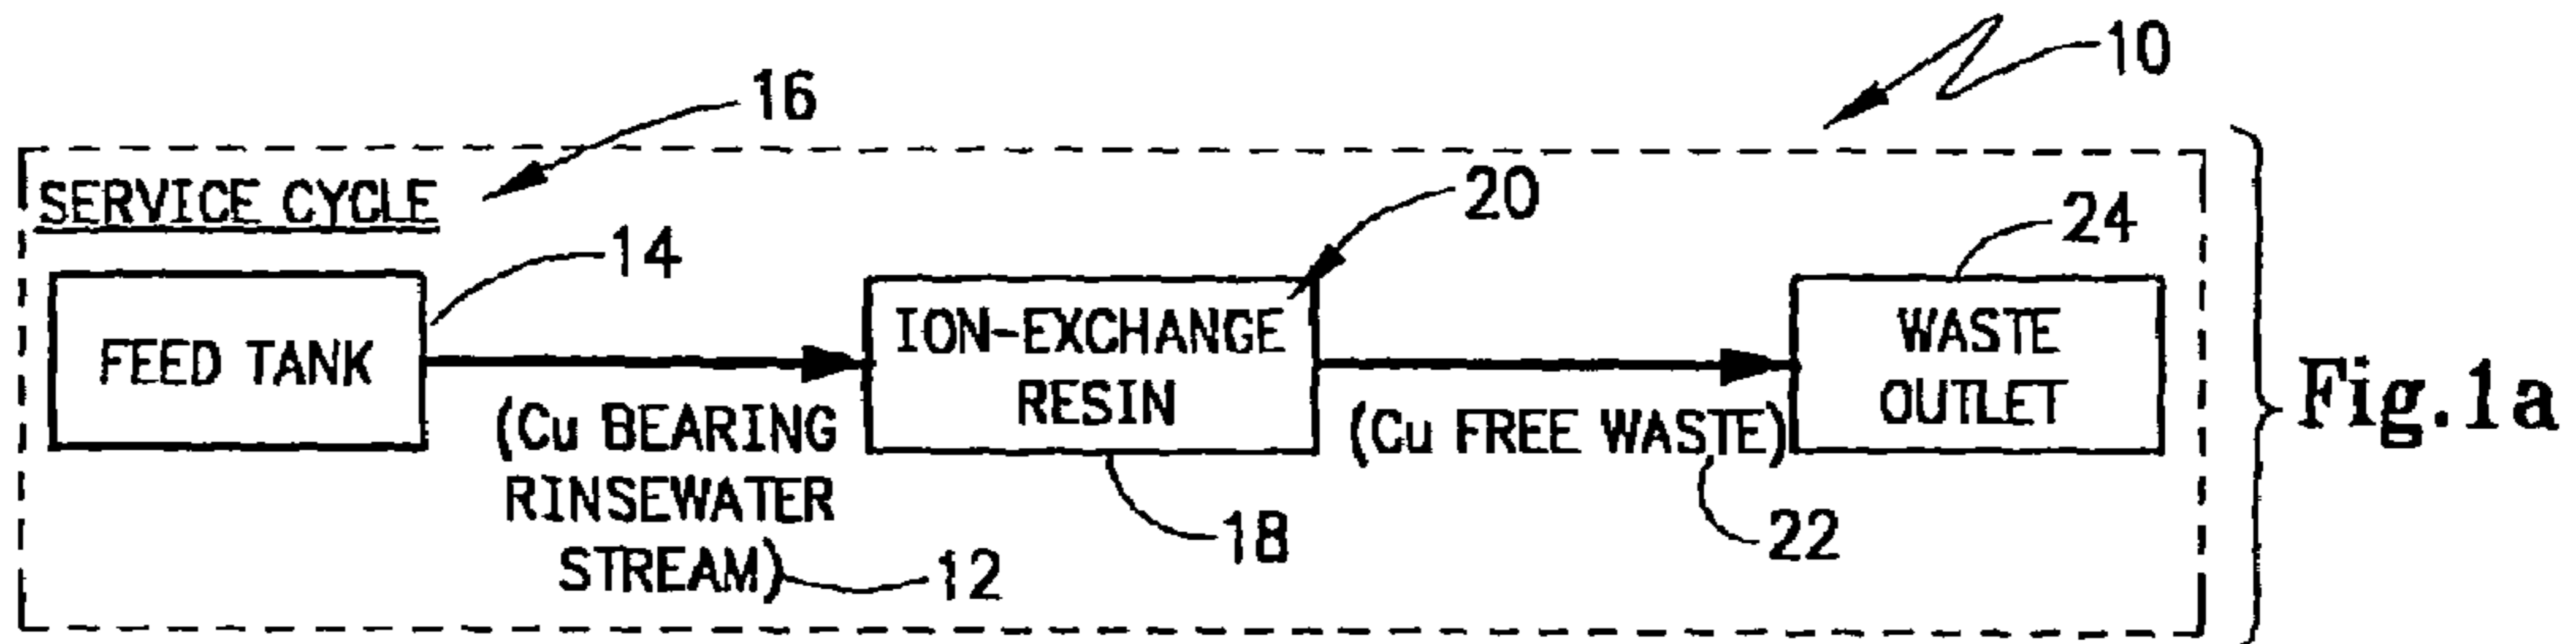 10
16
SERVICE CYCLE
20
24
14
FEED TANK
ION-EXCHANGE
RESIN
WASTE
OUTLET
(Cu BEARING
RINSEWATER
STREAM)
(Cu FREE WASTE)
18
22
12
Fig.1a